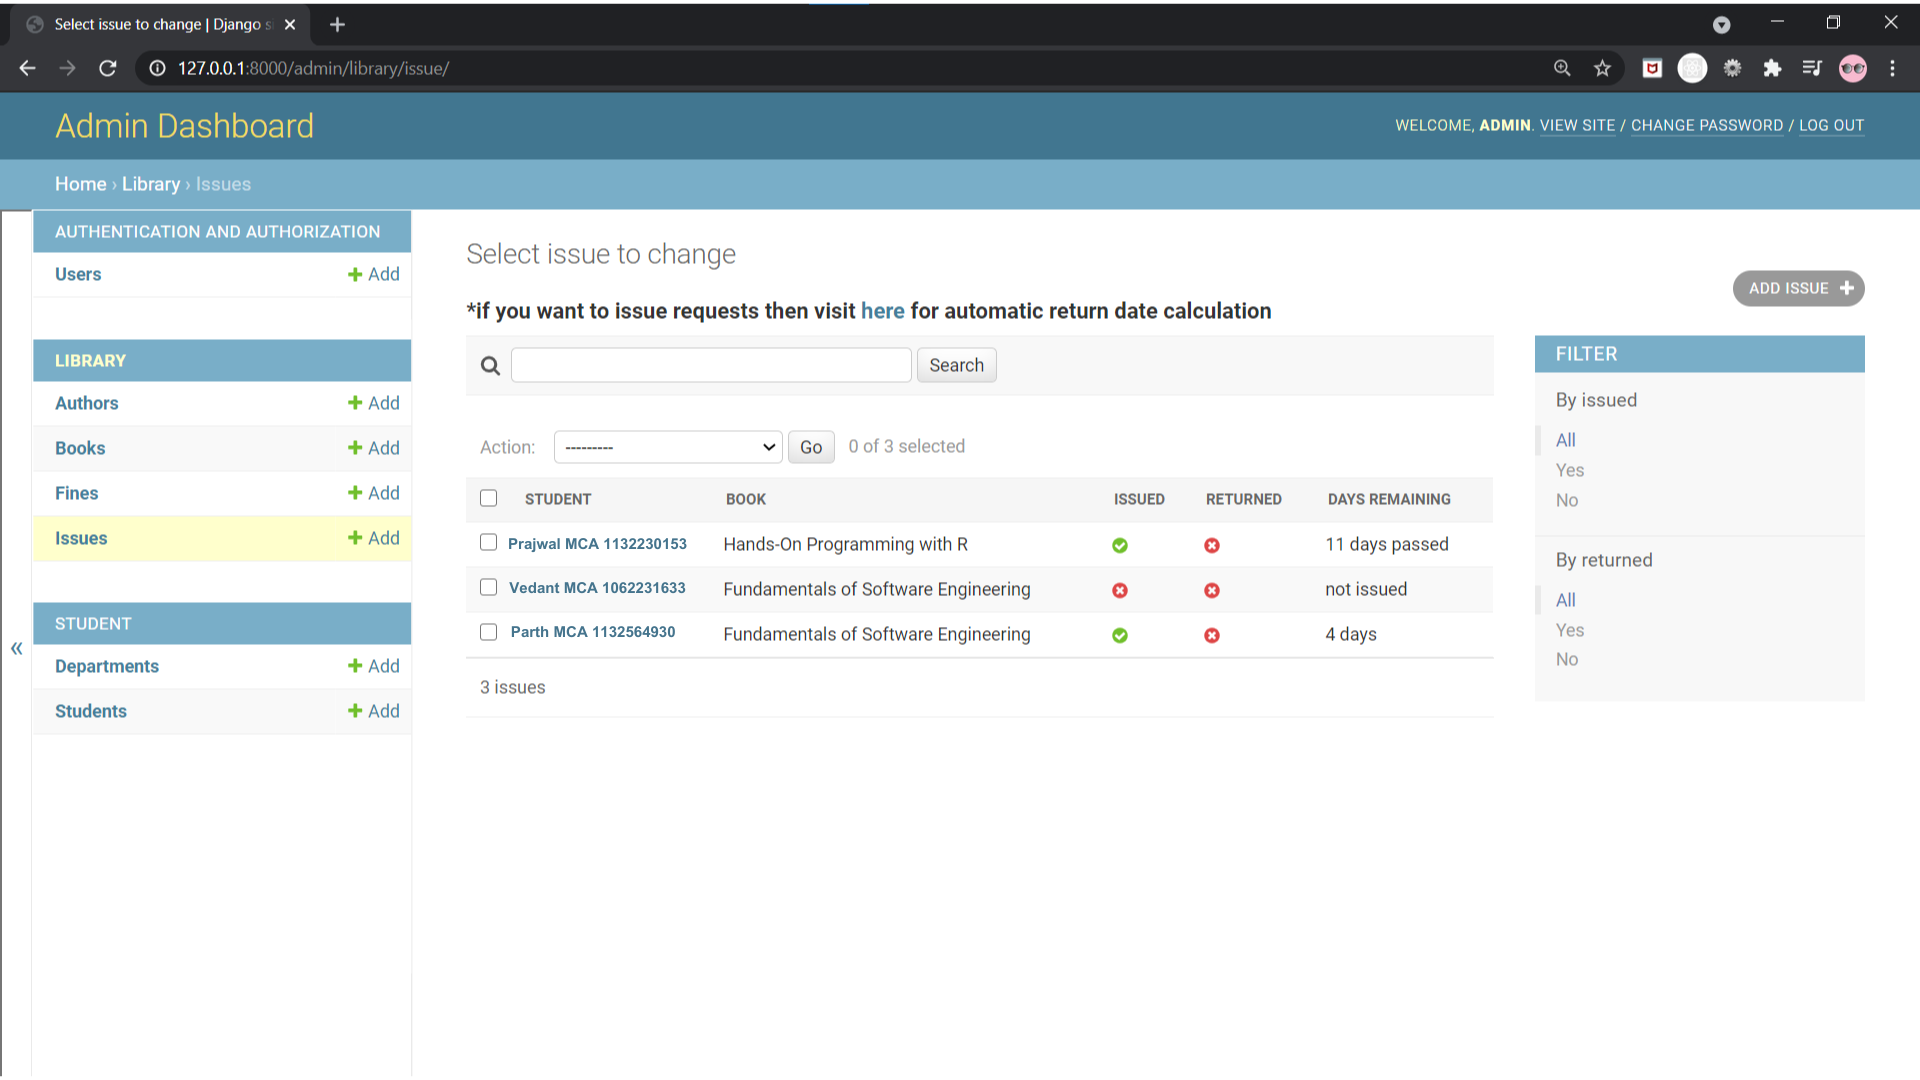 Select issue to change | Django s
127.0.0.1:8000/admin/library/issue/
Admin Dashboard
WELCOME, ADMIN. VIEW SITE / CHANGE PASSWORD / LOG OUT
Home › Library › Issues
AUTHENTICATION AND AUTHORIZATION
Users Add
LIBRARY
Authors Add
Books Add
Fines Add
Issues Add
STUDENT
Departments Add
Students Add
«
Select issue to change
ADD ISSUE
*if you want to issue requests then visit here for automatic return date calculation
Search
Action: --------- Go 0 of 3 selected
STUDENT BOOK ISSUED RETURNED DAYS REMAINING
Prajwal MCA 1132230153 Hands-On Programming with R 11 days passed
Vedant MCA 1062231633 Fundamentals of Software Engineering not issued
Parth MCA 1132564930 Fundamentals of Software Engineering 4 days
3 issues
FILTER
By issued
All
Yes
No
By returned
All
Yes
No